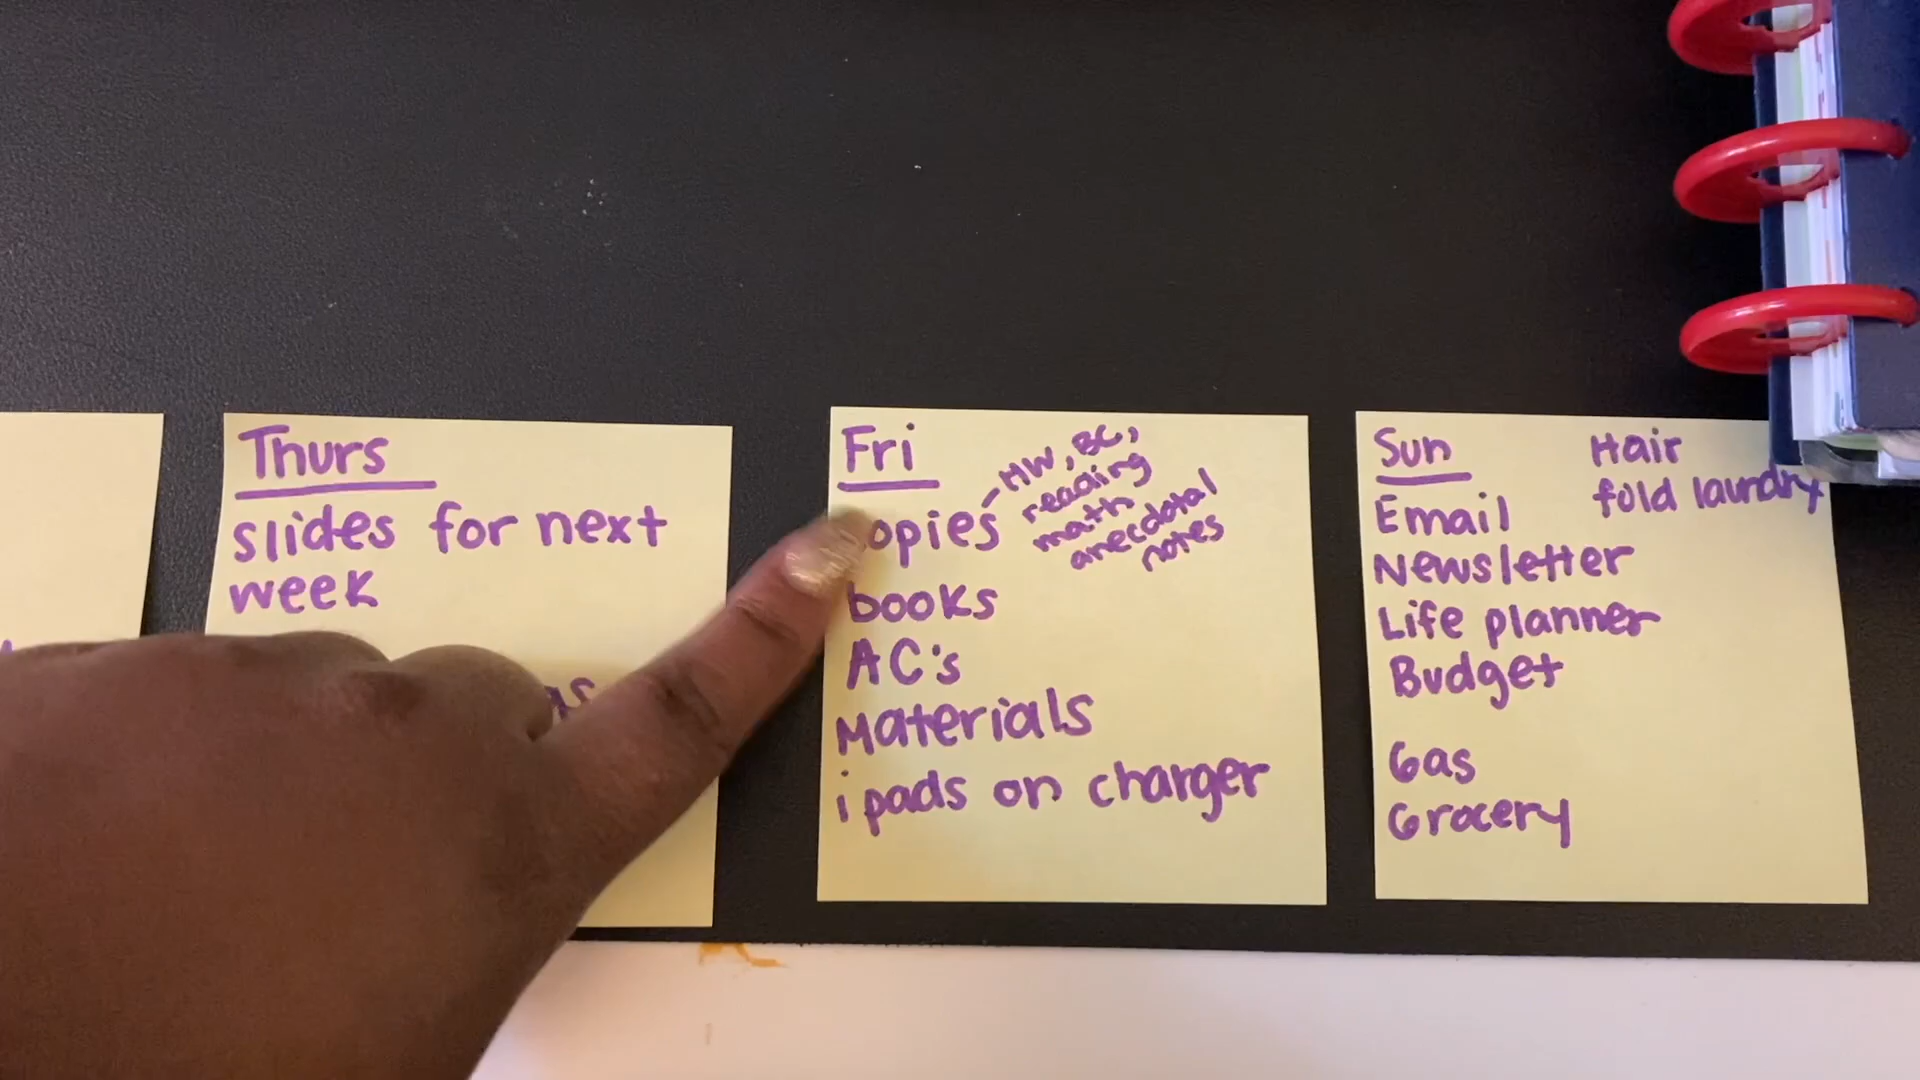 Thurs
slides for next
week
Fri
copies - HW, BC,
reading
math
anecdotal
notes
books
AC's
Materials
ipads on charger
Sun
Email
Newsletter
Life planner
Budget
Gas
Grocery
Hair
fold laundry